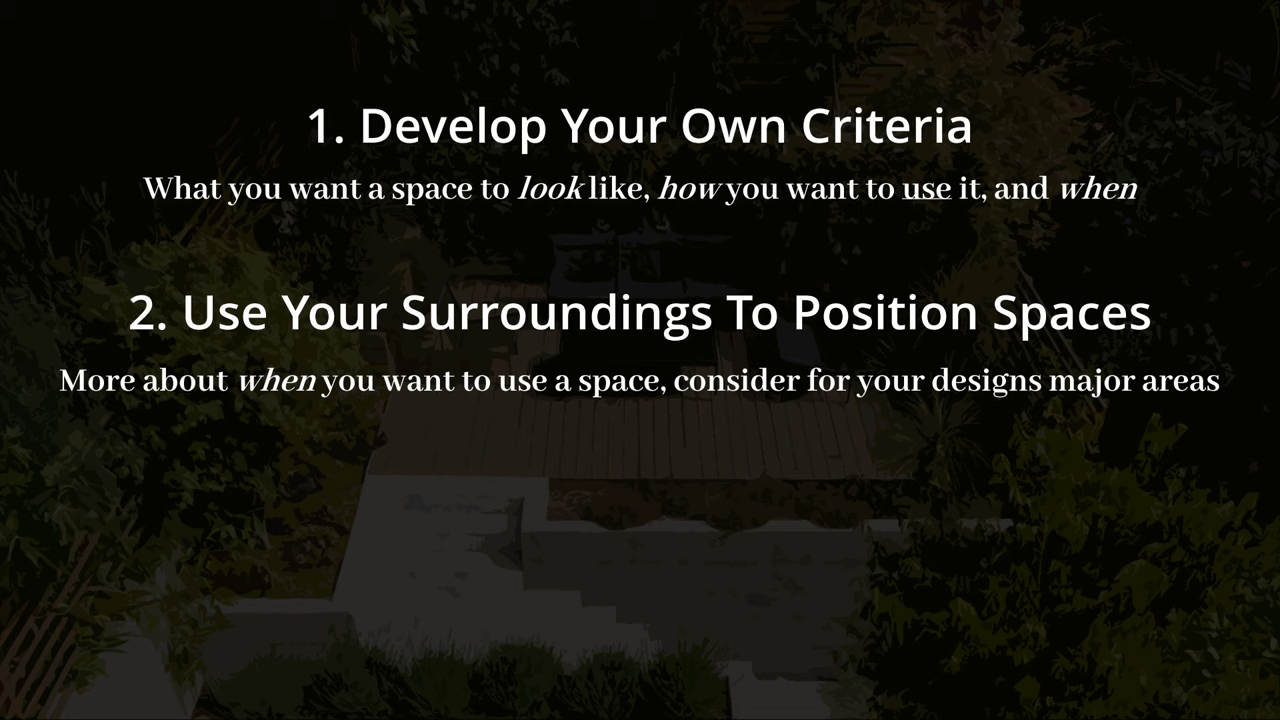 1. Develop Your Own Criteria
What you want a space to look like, how you want to use it, and when
2. Use Your Surroundings To Position Spaces
More about when you want to use a space, consider for your designs major areas